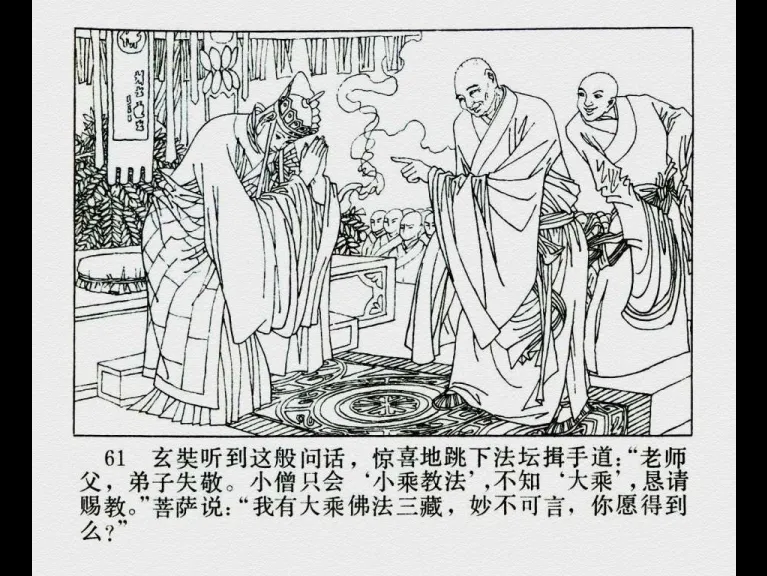 61 玄奘听到这般问话，惊喜地跳下法坛揖手道：“老师
父，弟子失敬。小僧只会‘小乘教法’，不知‘大乘’，恳请
赐教。”菩萨说：“我有大乘佛法三藏，妙不可言，你愿得到
么？”